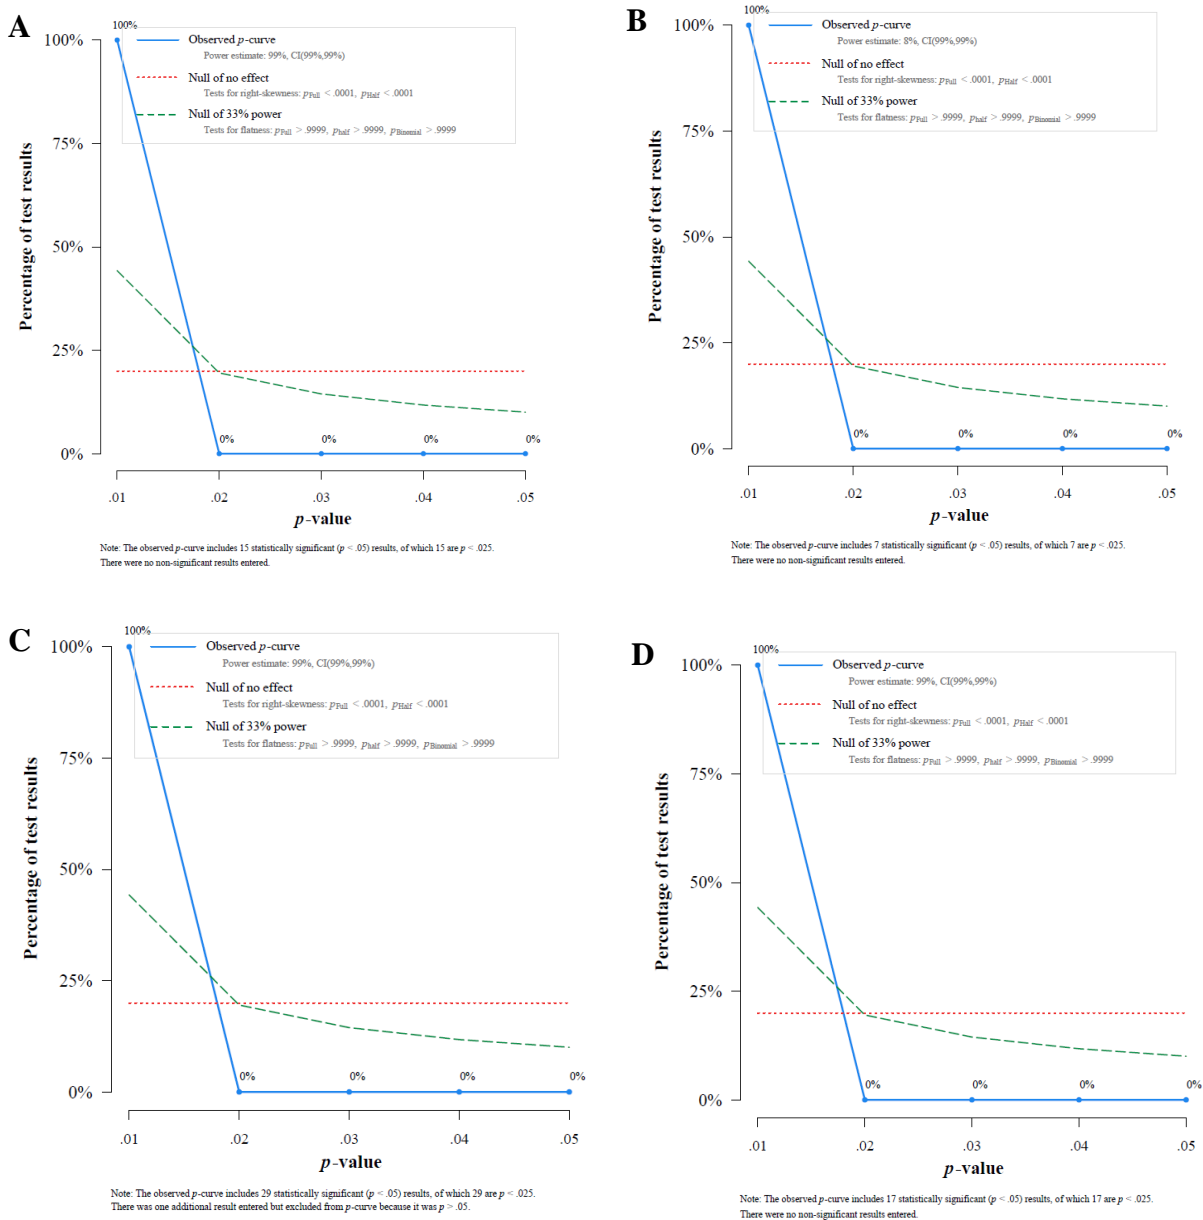 A
100%
Observed p-curve
Power estimate: 99%, CI(99%,99%)
Null of no effect
Tests for right-skewness: pFull < .0001, pHalf < .0001
Null of 33% power
Tests for flatness: pFull > .9999, phalf > .9999, pBinomial > .9999
Percentage of test results
100%
75%
50%
25%
0%
0%
0%
0%
0%
.01
.02
.03
.04
.05
p-value
Note: The observed p-curve includes 15 statistically significant (p < .05) results, of which 15 are p < .025.
There were no non-significant results entered.
B
100%
Observed p-curve
Power estimate: 8%, CI(99%,99%)
Null of no effect
Tests for right-skewness: pFull < .0001, pHalf < .0001
Null of 33% power
Tests for flatness: pFull > .9999, phalf > .9999, pBinomial > .9999
Percentage of test results
100%
75%
50%
25%
0%
0%
0%
0%
0%
.01
.02
.03
.04
.05
p-value
Note: The observed p-curve includes 7 statistically significant (p < .05) results, of which 7 are p < .025.
There were no non-significant results entered.
C
100%
Observed p-curve
Power estimate: 99%, CI(99%,99%)
Null of no effect
Tests for right-skewness: pFull < .0001, pHalf < .0001
Null of 33% power
Tests for flatness: pFull > .9999, phalf > .9999, pBinomial > .9999
Percentage of test results
100%
75%
50%
25%
0%
0%
0%
0%
0%
.01
.02
.03
.04
.05
p-value
Note: The observed p-curve includes 29 statistically significant (p < .05) results, of which 29 are p < .025.
There was one additional result entered but excluded from p-curve because it was p > .05.
D
100%
Observed p-curve
Power estimate: 99%, CI(99%,99%)
Null of no effect
Tests for right-skewness: pFull < .0001, pHalf < .0001
Null of 33% power
Tests for flatness: pFull > .9999, phalf > .9999, pBinomial > .9999
Percentage of test results
100%
75%
50%
25%
0%
0%
0%
0%
0%
.01
.02
.03
.04
.05
p-value
Note: The observed p-curve includes 17 statistically significant (p < .05) results, of which 17 are p < .025.
There were no non-significant results entered.